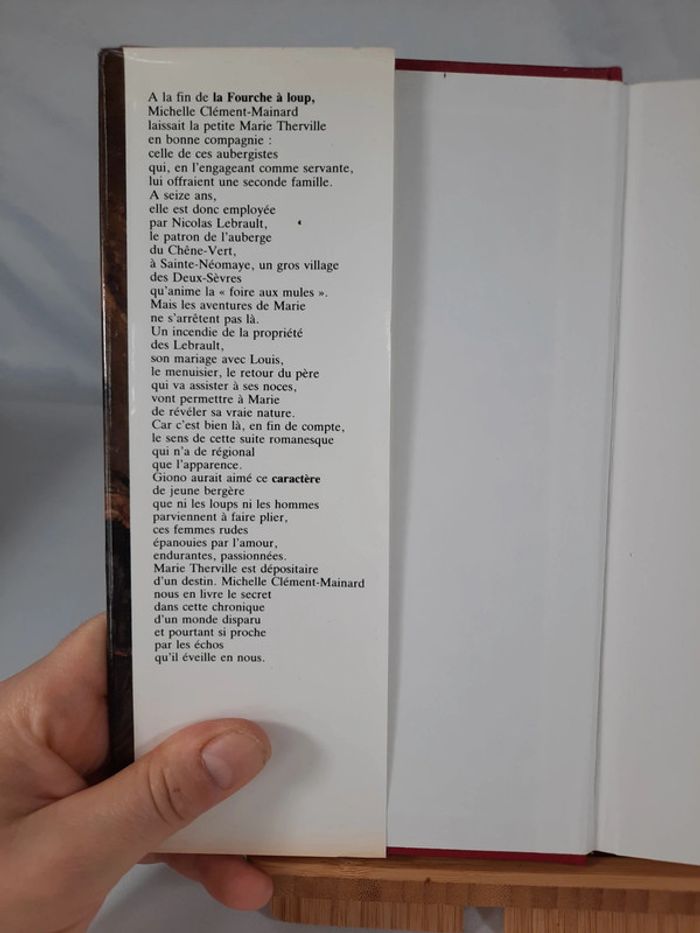 A la fin de la Fourche à loup,
Michelle Clément-Mainard
laissait la petite Marie Therville
en bonne compagnie :
celle de ces aubergistes
qui, en l'engageant comme servante,
lui offraient une seconde famille.
A seize ans,
elle est donc employée
par Nicolas Lebrault,
le patron de l'auberge
du Chêne-Vert,
à Sainte-Néomaye, un gros village
des Deux-Sèvres
qu'anime la « foire aux mules ».
Mais les aventures de Marie
ne s'arrêtent pas là.
Un incendie de la propriété
des Lebrault,
son mariage avec Louis,
le menuisier, le retour du père
qui va assister à ses noces,
vont permettre à Marie
de révéler sa vraie nature.
Car c'est bien là, en fin de compte,
le sens de cette suite romanesque
qui n'a de régional
que l'apparence.
Giono aurait aimé ce caractère
de jeune bergère
que ni les loups ni les hommes
parviennent à faire plier,
ces femmes rudes
épanouies par l'amour,
endurantes, passionnées.
Marie Therville est dépositaire
d'un destin. Michelle Clément-Mainard
nous en livre le secret
dans cette chronique
d'un monde disparu
et pourtant si proche
par les échos
qu'il éveille en nous.